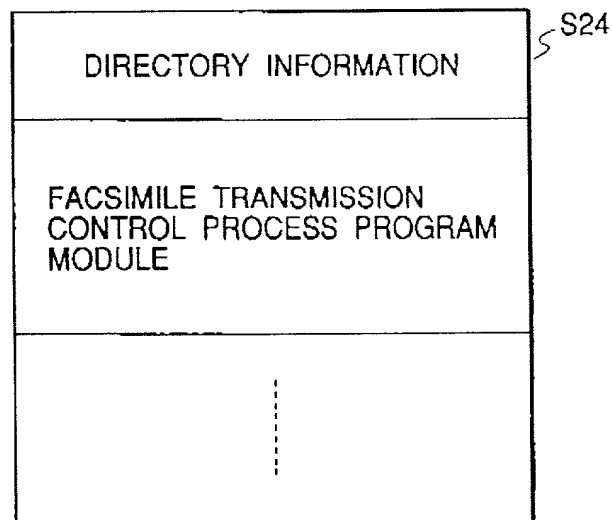 S24
DIRECTORY INFORMATION
FACSIMILE TRANSMISSION
CONTROL PROCESS PROGRAM
MODULE